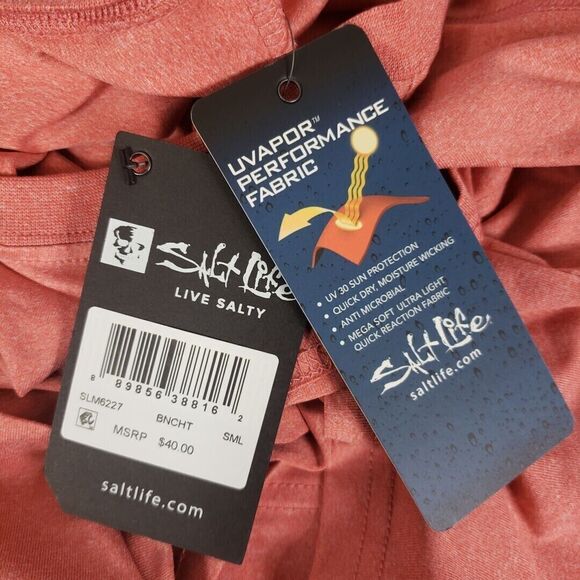 SALT LIFE
LIVE SALTY
8 89856 38816 2
SLM6227 BNCHT SML
MSRP $40.00
saltlife.com
UVAPOR™
PERFORMANCE
FABRIC
• UV 30 SUN PROTECTION
• QUICK DRY, MOISTURE WICKING
• ANTI MICROBIAL
• MEGA SOFT ULTRA LIGHT
QUICK REACTION FABRIC
SALT LIFE
saltlife.com